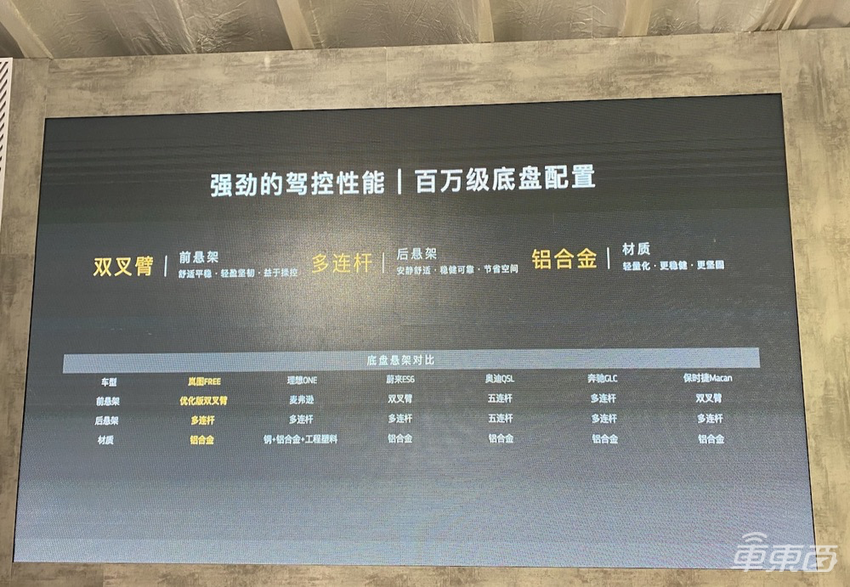 强劲的驾控性能｜百万级底盘配置
双叉臂｜前悬架
舒适平稳·轻盈坚韧·益于操控
多连杆｜后悬架
安静舒适·稳健可靠·节省空间
铝合金｜材质
轻量化·更稳健·更坚固
底盘悬架对比
车型 岚图FREE 理想ONE 蔚来ES6 奥迪Q5L 奔驰GLC 保时捷Macan
前悬架 优化版双叉臂 麦弗逊 双叉臂 五连杆 多连杆 双叉臂
后悬架 多连杆 多连杆 多连杆 五连杆 多连杆 多连杆
材质 铝合金 钢+铝合金+工程塑料 铝合金 铝合金 铝合金 铝合金
車東西